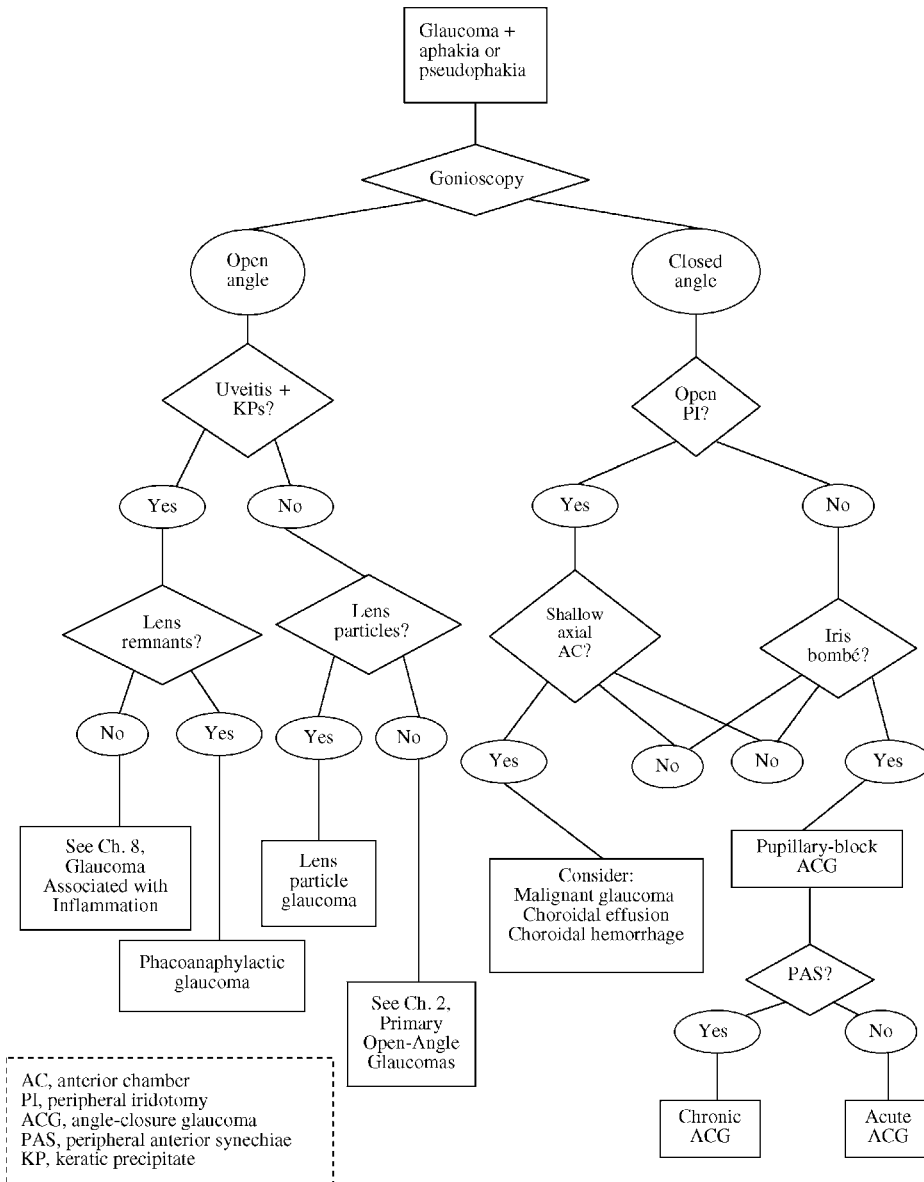 Glaucoma +
aphakia or
pseudophakia
Gonioscopy
Open
angle
Closed
angle
Uveitis +
KPs?
Open
PI?
Yes
No
Yes
No
Lens
remnants?
Lens
particles?
Shallow
axial
AC?
Iris
bombé?
No
Yes
Yes
No
Yes
No
No
Yes
See Ch. 8,
Glaucoma
Associated with
Inflammation
Lens
particle
glaucoma
Consider:
Malignant glaucoma
Choroidal effusion
Choroidal hemorrhage
Pupillary-block
ACG
Phacoanaphylactic
glaucoma
See Ch. 2,
Primary
Open-Angle
Glaucomas
PAS?
Yes
No
Chronic
ACG
Acute
ACG
AC, anterior chamber
PI, peripheral iridotomy
ACG, angle-closure glaucoma
PAS, peripheral anterior synechiae
KP, keratic precipitate